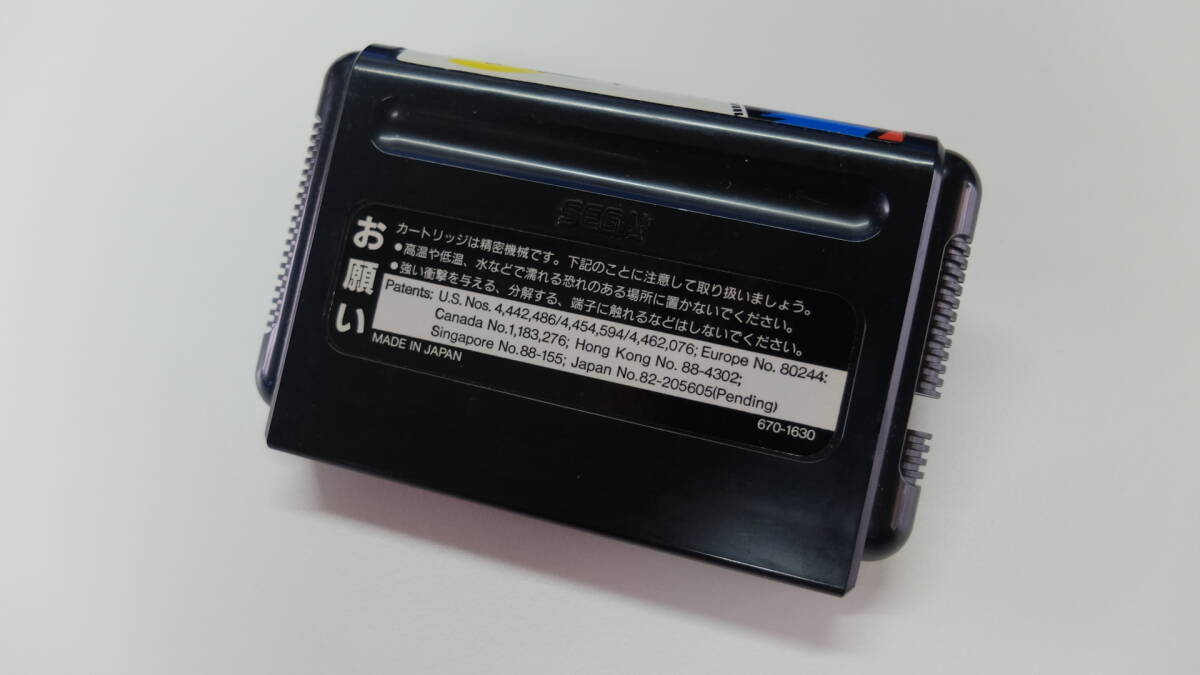 SEGA
お願い
カートリッジは精密機械です。下記のことに注意して取り扱いましょう。
●高温や低温、水などで濡れる恐れのある場所に置かないでください。
●強い衝撃を与える、分解する、端子に触れるなどはしないでください。
Patents: U.S. Nos. 4,442,486/4,454,594/4,462,076; Europe No. 80244;
Canada No.1,183,276; Hong Kong No. 88-4302;
Singapore No.88-155; Japan No.82-205605(Pending)
MADE IN JAPAN
670-1630